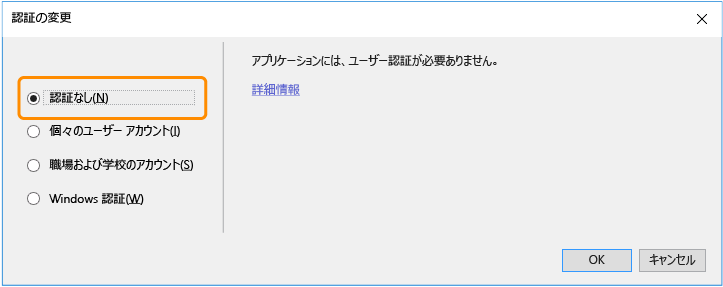 認証の変更
認証なし(N)
個々のユーザー アカウント(I)
職場および学校のアカウント(S)
Windows 認証(W)
アプリケーションには、ユーザー認証が必要ありません。
詳細情報
OK
キャンセル